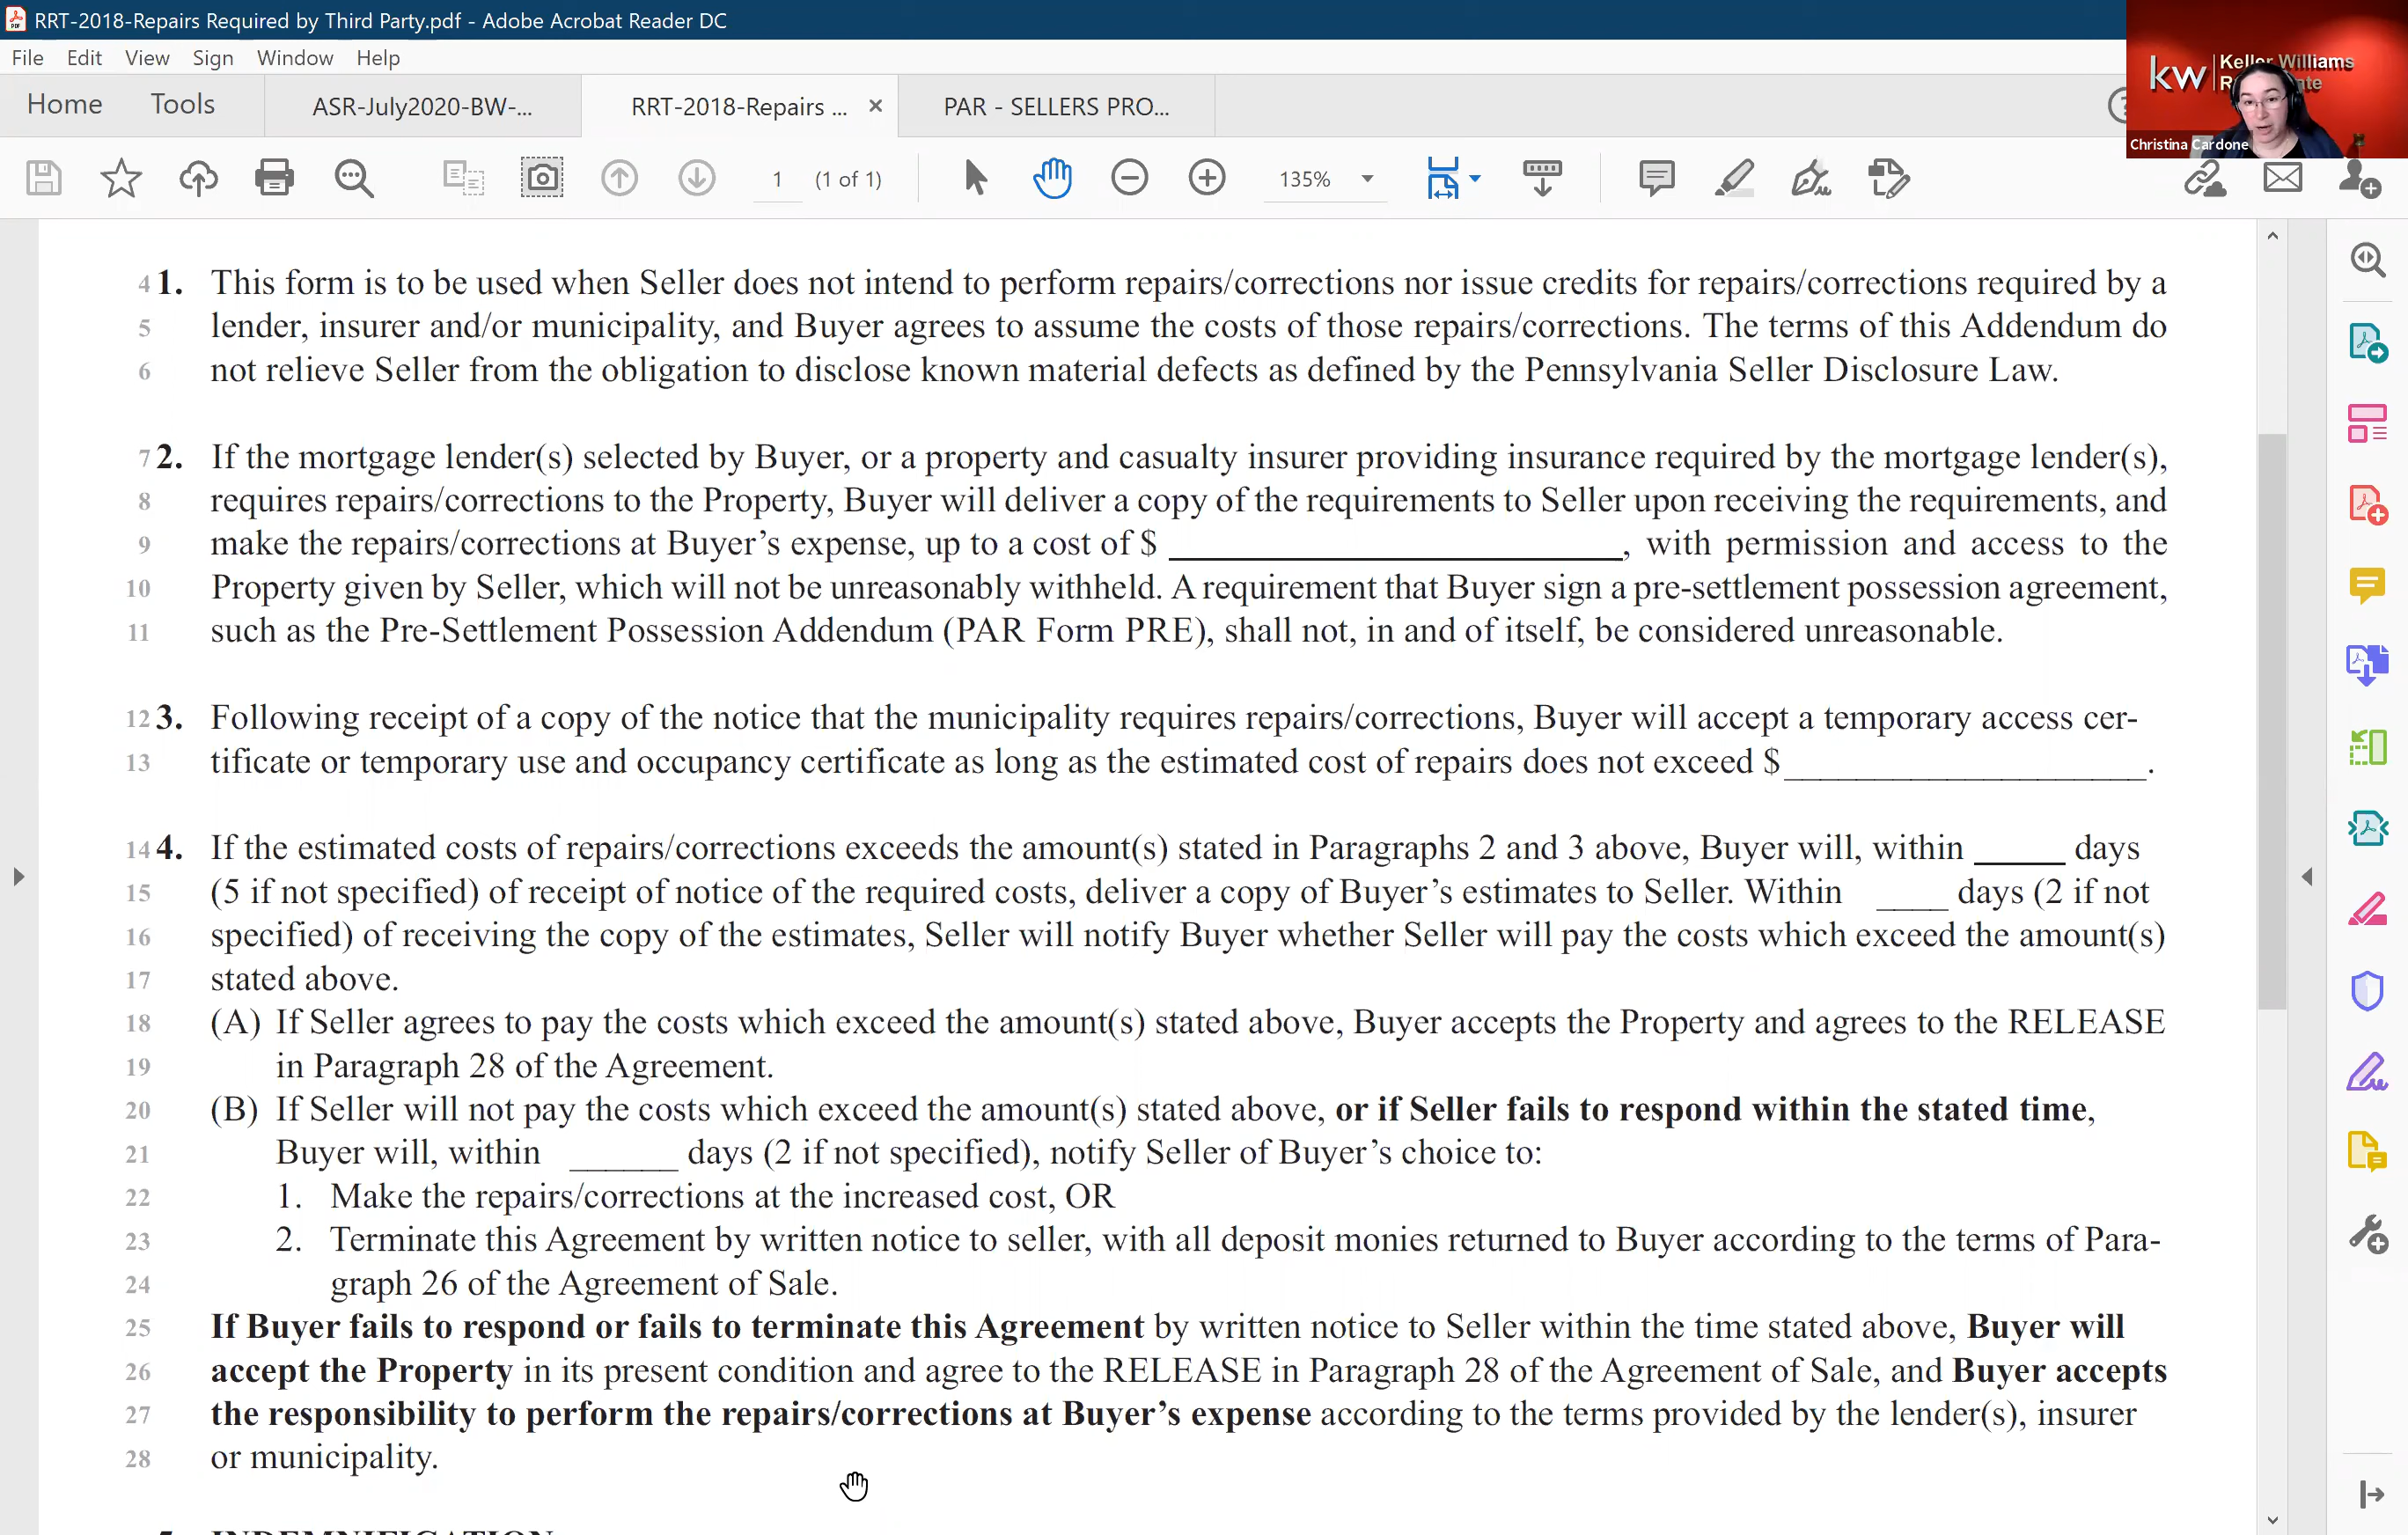 RRT-2018-Repairs Required by Third Party.pdf - Adobe Acrobat Reader DC
File Edit View Sign Window Help
kw Keller Williams
Christina Cardone
Home Tools ASR-July2020-BW-... RRT-2018-Repairs ... × PAR - SELLERS PRO...
1 (1 of 1) 135%
4 1. This form is to be used when Seller does not intend to perform repairs/corrections nor issue credits for repairs/corrections required by a
5 lender, insurer and/or municipality, and Buyer agrees to assume the costs of those repairs/corrections. The terms of this Addendum do
6 not relieve Seller from the obligation to disclose known material defects as defined by the Pennsylvania Seller Disclosure Law.
7 2. If the mortgage lender(s) selected by Buyer, or a property and casualty insurer providing insurance required by the mortgage lender(s),
8 requires repairs/corrections to the Property, Buyer will deliver a copy of the requirements to Seller upon receiving the requirements, and
9 make the repairs/corrections at Buyer’s expense, up to a cost of $ ____________________, with permission and access to the
10 Property given by Seller, which will not be unreasonably withheld. A requirement that Buyer sign a pre-settlement possession agreement,
11 such as the Pre-Settlement Possession Addendum (PAR Form PRE), shall not, in and of itself, be considered unreasonable.
12 3. Following receipt of a copy of the notice that the municipality requires repairs/corrections, Buyer will accept a temporary access cer-
13 tificate or temporary use and occupancy certificate as long as the estimated cost of repairs does not exceed $____________________.
14 4. If the estimated costs of repairs/corrections exceeds the amount(s) stated in Paragraphs 2 and 3 above, Buyer will, within _____ days
15 (5 if not specified) of receipt of notice of the required costs, deliver a copy of Buyer’s estimates to Seller. Within ____ days (2 if not
16 specified) of receiving the copy of the estimates, Seller will notify Buyer whether Seller will pay the costs which exceed the amount(s)
17 stated above.
18 (A) If Seller agrees to pay the costs which exceed the amount(s) stated above, Buyer accepts the Property and agrees to the RELEASE
19 in Paragraph 28 of the Agreement.
20 (B) If Seller will not pay the costs which exceed the amount(s) stated above, or if Seller fails to respond within the stated time,
21 Buyer will, within ______ days (2 if not specified), notify Seller of Buyer’s choice to:
22 1. Make the repairs/corrections at the increased cost, OR
23 2. Terminate this Agreement by written notice to seller, with all deposit monies returned to Buyer according to the terms of Para-
24 graph 26 of the Agreement of Sale.
25 If Buyer fails to respond or fails to terminate this Agreement by written notice to Seller within the time stated above, Buyer will
26 accept the Property in its present condition and agree to the RELEASE in Paragraph 28 of the Agreement of Sale, and Buyer accepts
27 the responsibility to perform the repairs/corrections at Buyer’s expense according to the terms provided by the lender(s), insurer
28 or municipality.
5. INDEMNIFICATION